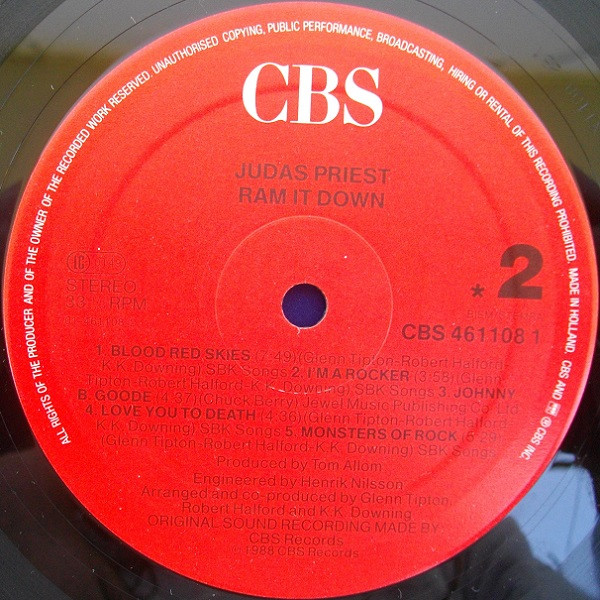 ALL RIGHTS OF THE PRODUCER AND OF THE OWNER OF THE RECORDED WORK RESERVED. UNAUTHORISED COPYING, PUBLIC PERFORMANCE, BROADCASTING, HIRING OR RENTAL OF THIS RECORDING PROHIBITED. MADE IN HOLLAND. CBS AND ℗ © CBS INC.
CBS
JUDAS PRIEST
RAM IT DOWN
STEREO
RPM
* 2
CBS 461108 1
1. BLOOD RED SKIES (7:49) (Glenn Tipton-Robert Halford-
K.K. Downing) SBK Songs 2. I'M A ROCKER (3:58) (Glenn
Tipton-Robert Halford-K.K. Downing) SBK Songs 3. JOHNNY
B. GOODE (4:37) (Chuck Berry) Jewel Music Publishing Co. Ltd
4. LOVE YOU TO DEATH (4:36) (Glenn Tipton-Robert Halford-
K.K. Downing) SBK Songs 5. MONSTERS OF ROCK
(Glenn Tipton-Robert Halford-K.K. Downing) SBK Songs
Produced by Tom Allom
Engineered by Henrik Nilsson
Arranged and co-produced by Glenn Tipton,
Robert Halford and K.K. Downing
ORIGINAL SOUND RECORDING MADE BY
CBS Records
1988 CBS Records